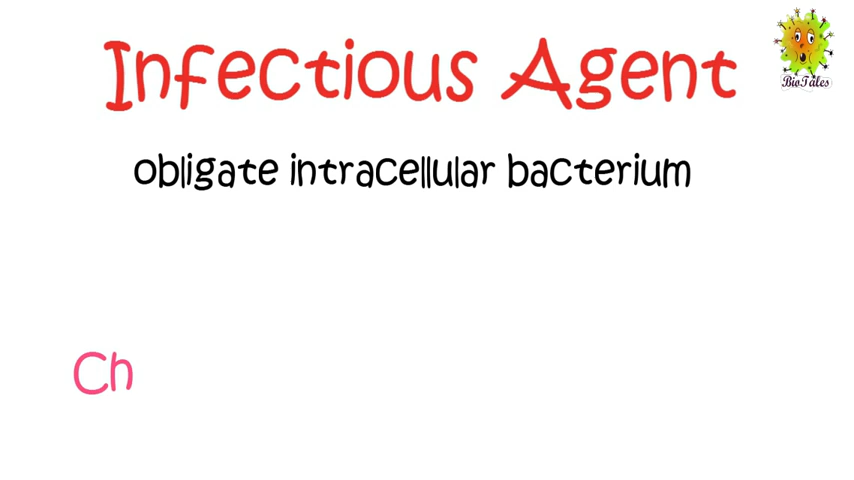 Infectious Agent
BioTales
obligate intracellular bacterium
Ch